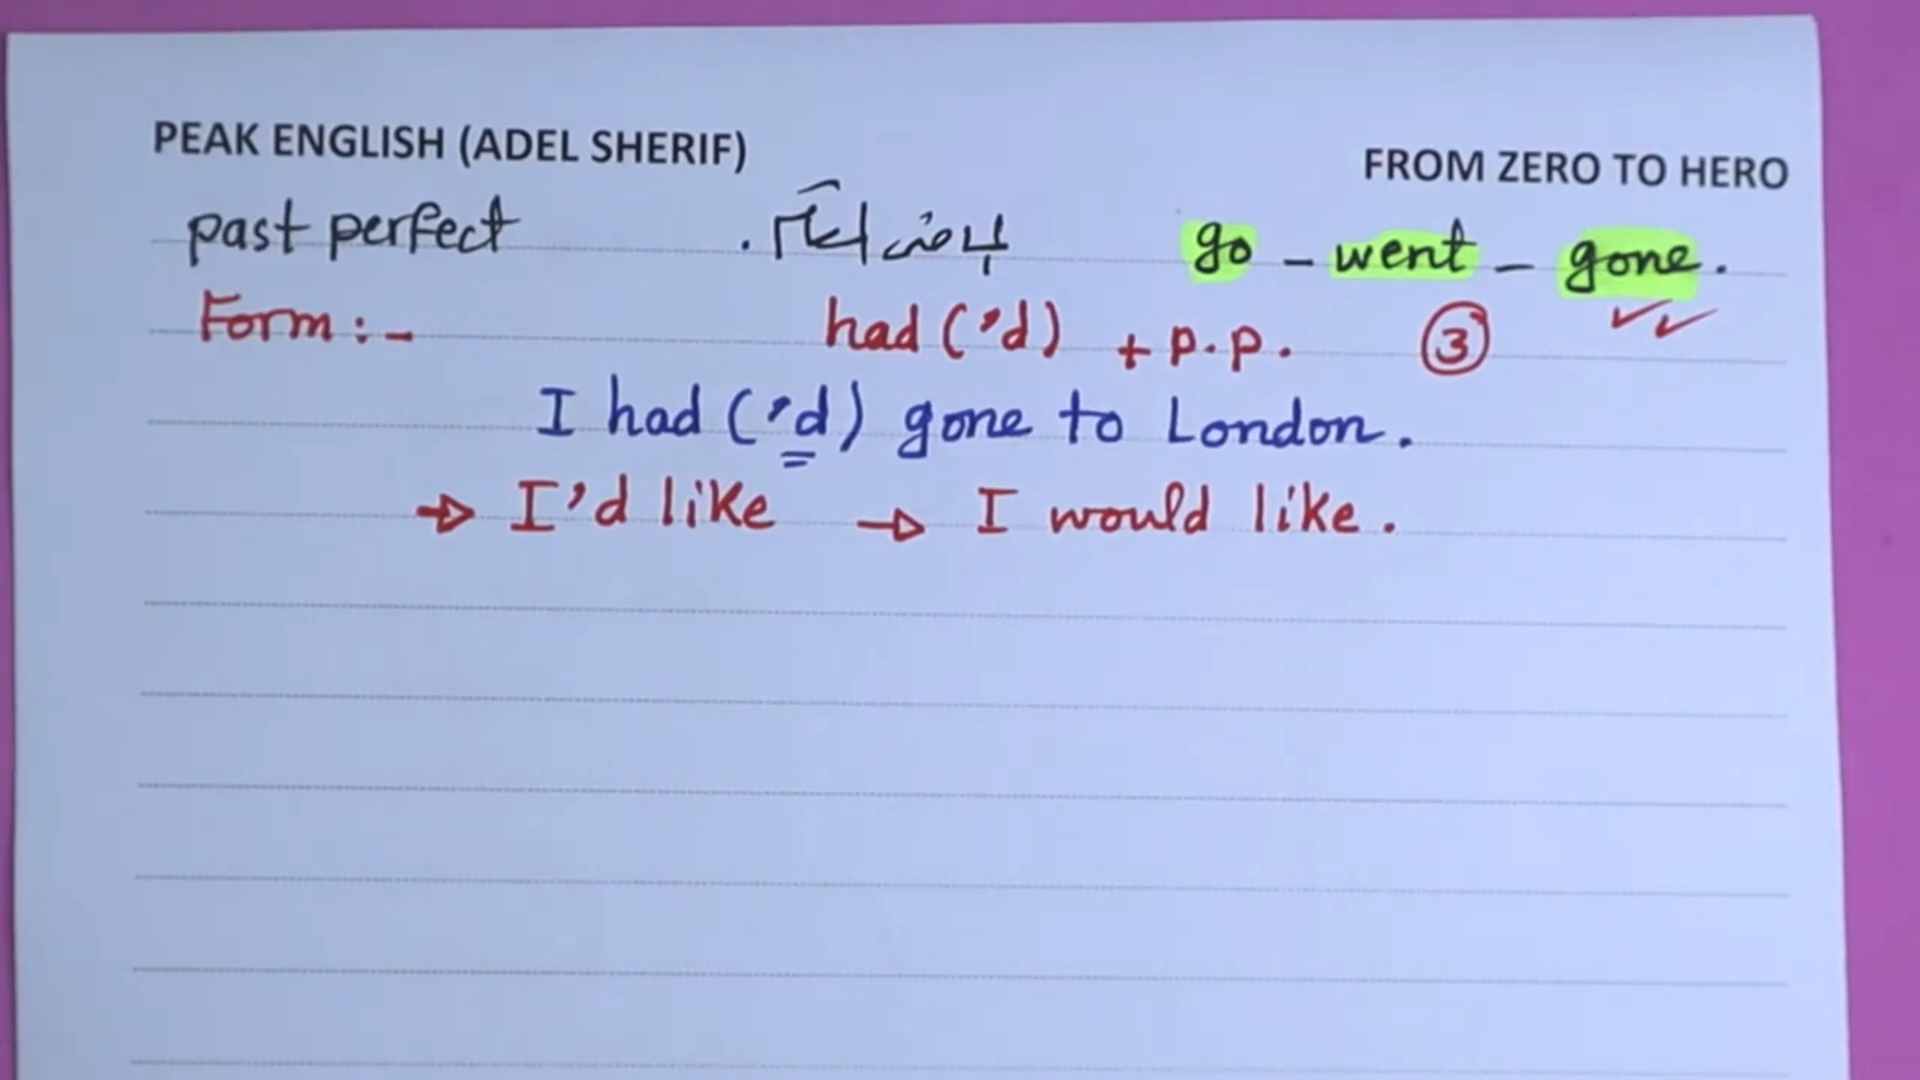 PEAK ENGLISH (ADEL SHERIF) FROM ZERO TO HERO
past perfect الماضى التام . go - went - gone .
Form : - had ('d) + p.p. ③ ✓✓
I had ('d) gone to London .
→ I'd like → I would like .